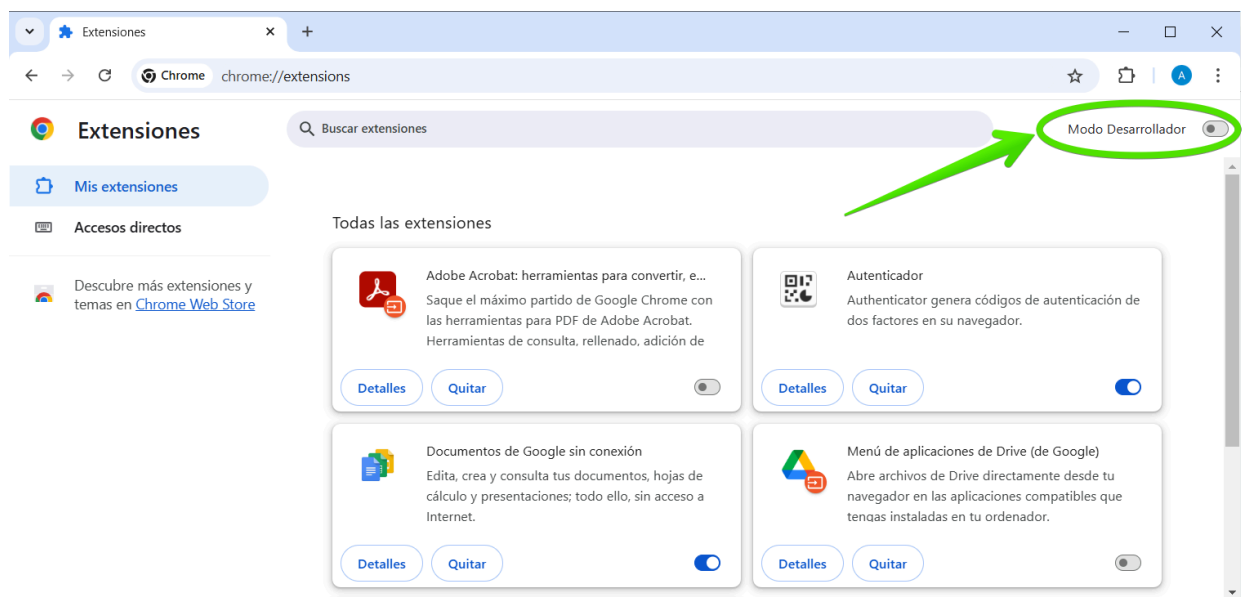 Extensiones
Chrome
chrome://extensions
A
Extensiones
Buscar extensiones
Modo Desarrollador
Mis extensiones
Accesos directos
Descubre más extensiones y
temas en Chrome Web Store
Todas las extensiones
Adobe Acrobat: herramientas para convertir, e...
Saque el máximo partido de Google Chrome con
las herramientas para PDF de Adobe Acrobat.
Herramientas de consulta, rellenado, adición de
Detalles
Quitar
Autenticador
Authenticator genera códigos de autenticación de
dos factores en su navegador.
Detalles
Quitar
Documentos de Google sin conexión
Edita, crea y consulta tus documentos, hojas de
cálculo y presentaciones; todo ello, sin acceso a
Internet.
Detalles
Quitar
Menú de aplicaciones de Drive (de Google)
Abre archivos de Drive directamente desde tu
navegador en las aplicaciones compatibles que
tengas instaladas en tu ordenador.
Detalles
Quitar